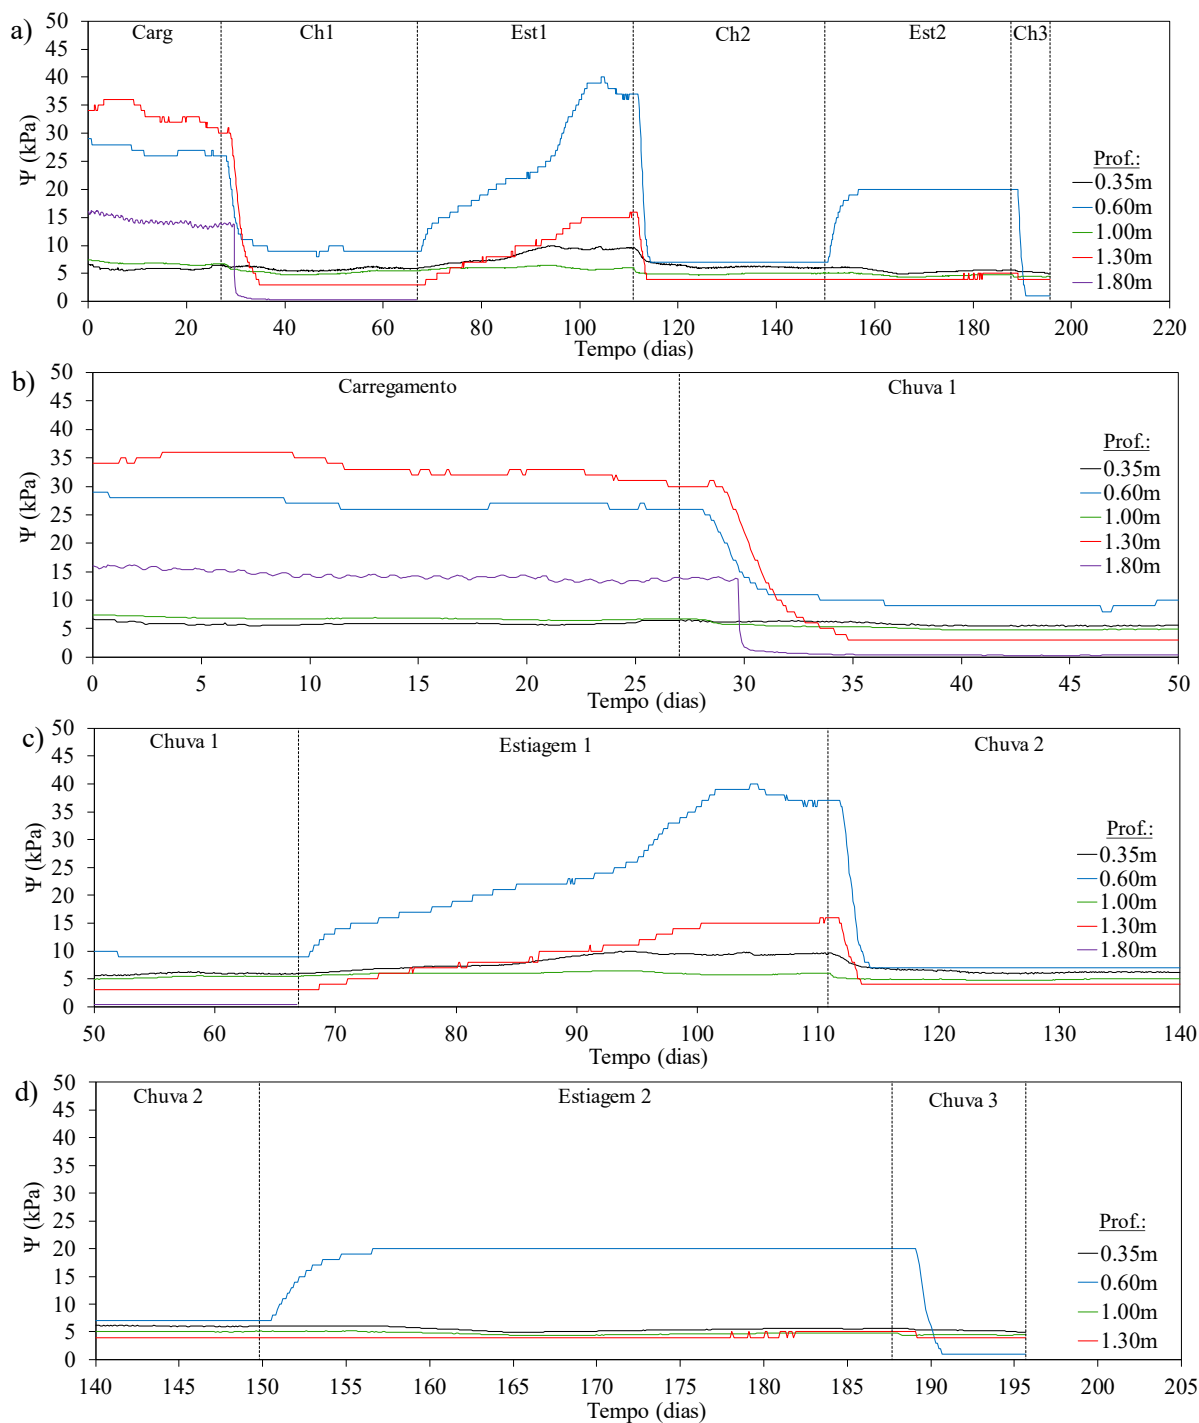 a)
Carg Ch1 Est1 Ch2 Est2 Ch3
50
45
40
35
30
25
20
15
10
5
0
Ψ (kPa)
Prof.:
0.35m
0.60m
1.00m
1.30m
1.80m
0 20 40 60 80 100 120 140 160 180 200 220
Tempo (dias)
b)
Carregamento Chuva 1
50
45
40
35
30
25
20
15
10
5
0
Ψ (kPa)
Prof.:
0.35m
0.60m
1.00m
1.30m
1.80m
0 5 10 15 20 25 30 35 40 45 50
Tempo (dias)
c)
Chuva 1 Estiagem 1 Chuva 2
50
45
40
35
30
25
20
15
10
5
0
Ψ (kPa)
Prof.:
0.35m
0.60m
1.00m
1.30m
1.80m
50 60 70 80 90 100 110 120 130 140
Tempo (dias)
d)
Chuva 2 Estiagem 2 Chuva 3
50
45
40
35
30
25
20
15
10
5
0
Ψ (kPa)
Prof.:
0.35m
0.60m
1.00m
1.30m
140 145 150 155 160 165 170 175 180 185 190 195 200 205
Tempo (dias)